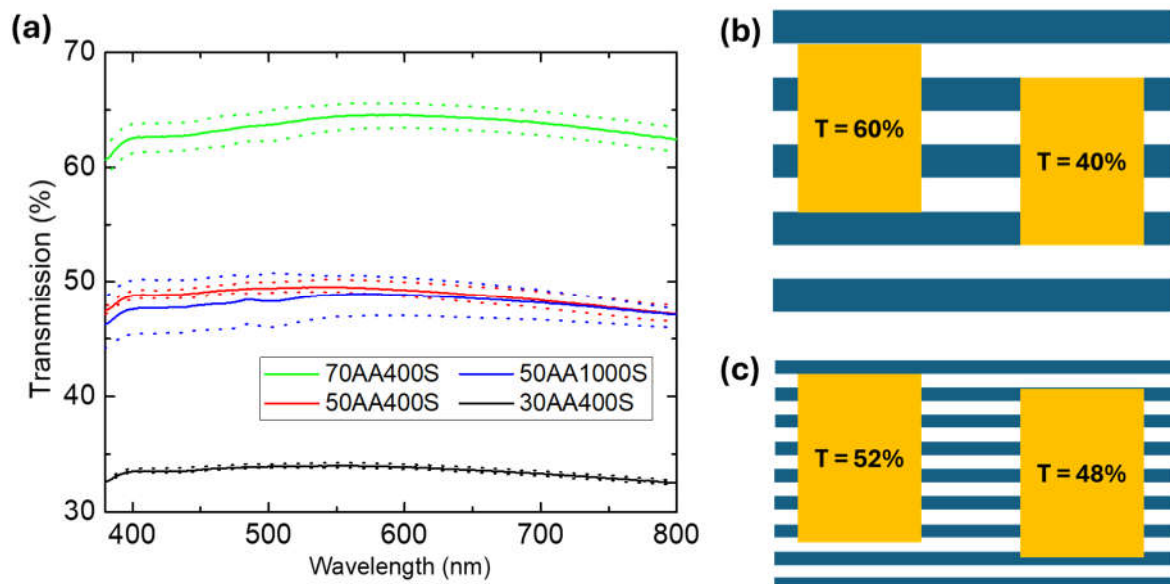 (a)
70
60
50
40
30
Transmission (%)
70AA400S
50AA1000S
50AA400S
30AA400S
400
500
600
700
800
Wavelength (nm)
(b)
T = 60%
T = 40%
(c)
T = 52%
T = 48%